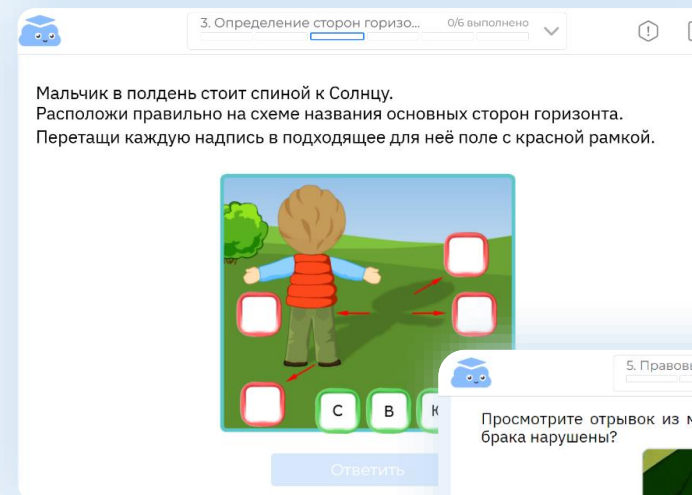 3. Определение сторон горизо... 0/6 выполнено
Мальчик в полдень стоит спиной к Солнцу.
Расположи правильно на схеме названия основных сторон горизонта.
Перетащи каждую надпись в подходящее для неё поле с красной рамкой.
С В
Ответить
5.
Просмотрите отрывок из
брака нарушены?